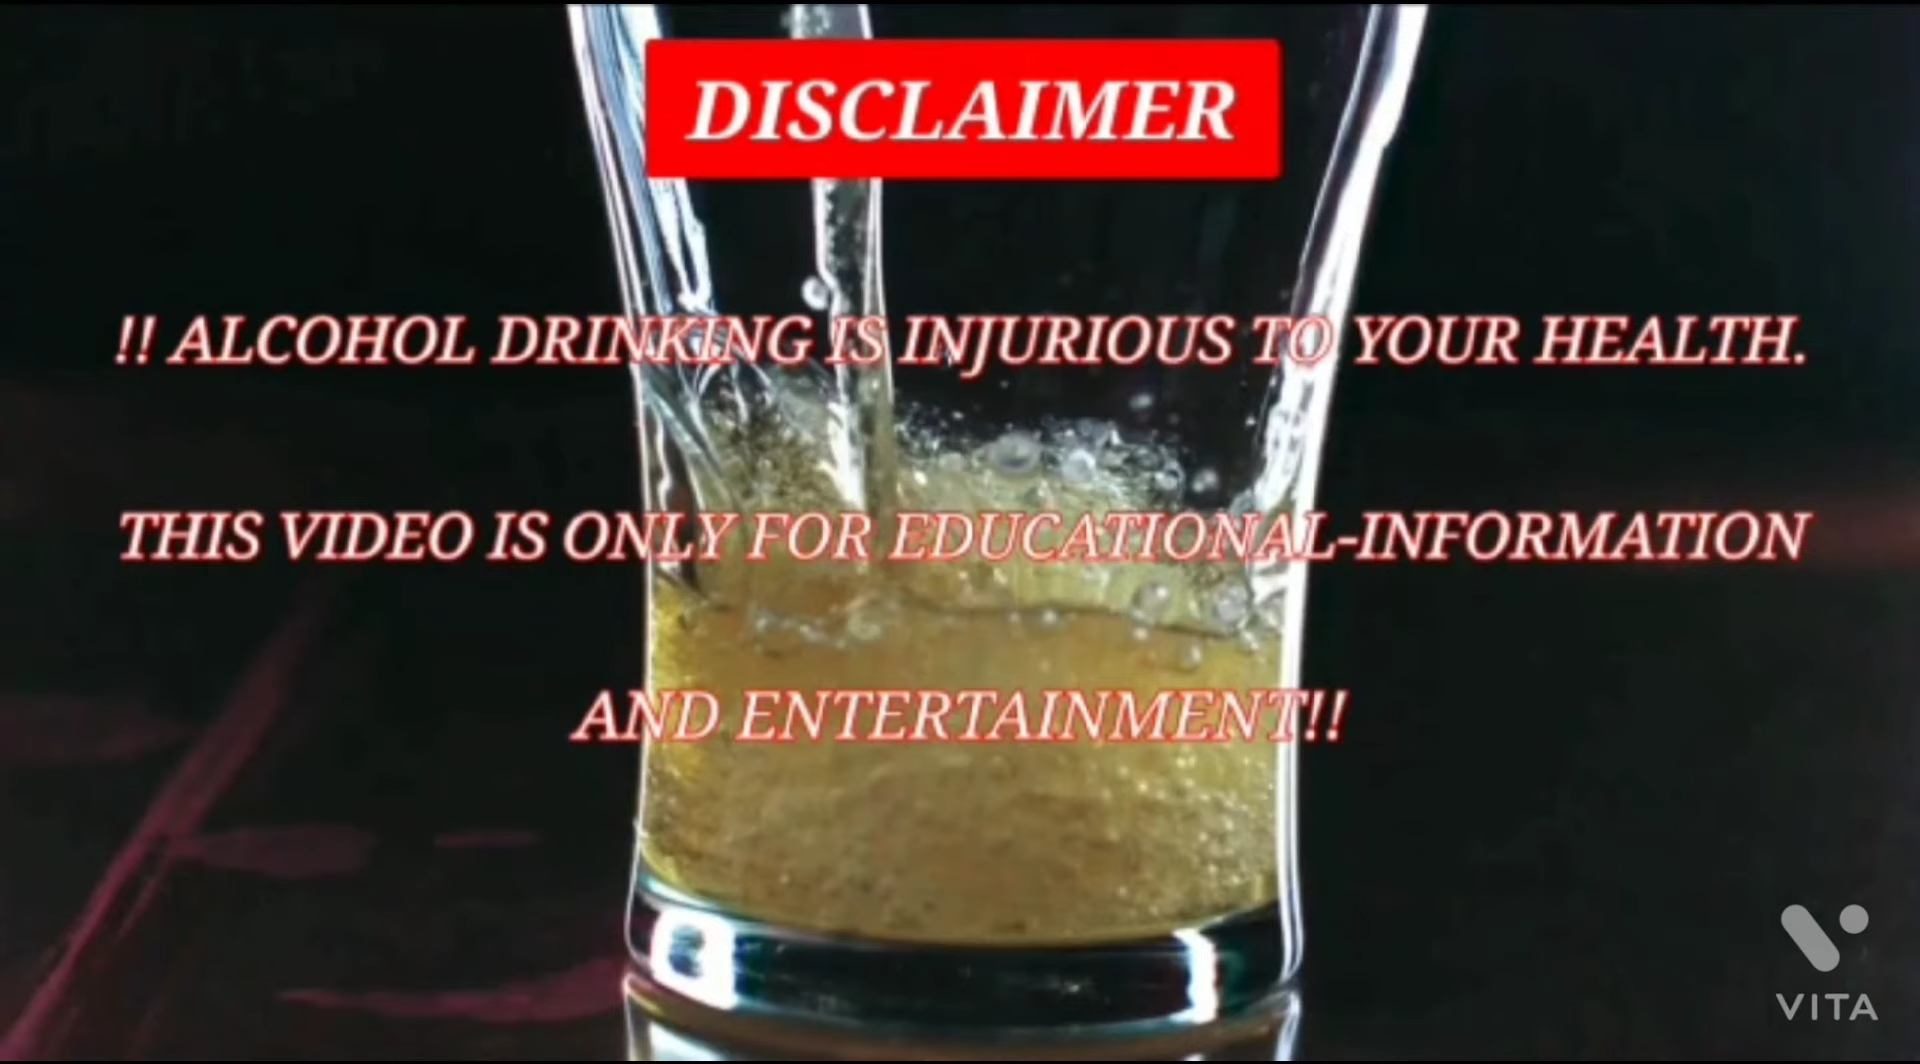 DISCLAIMER
!! ALCOHOL DRINKING IS INJURIOUS TO YOUR HEALTH.
THIS VIDEO IS ONLY FOR EDUCATIONAL-INFORMATION
AND ENTERTAINMENT!!
VITA